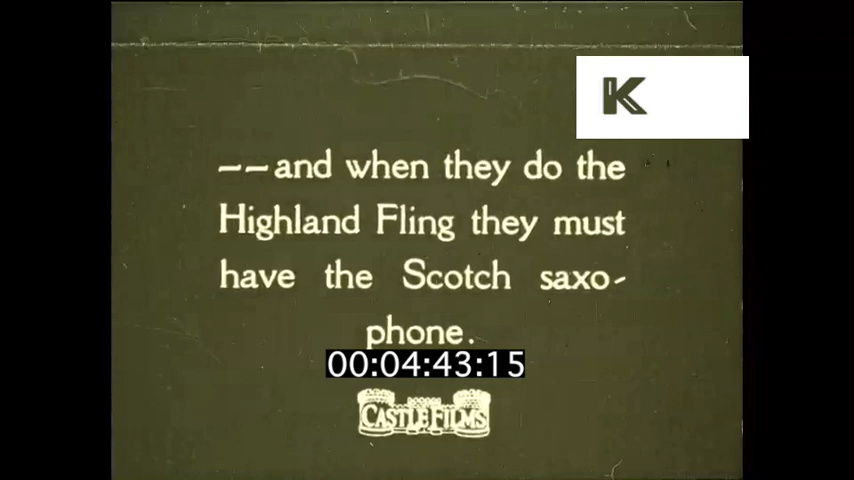 K
--and when they do the
Highland Fling they must
have the Scotch saxo-
phone.
00:04:43:15
CASTLE FILMS